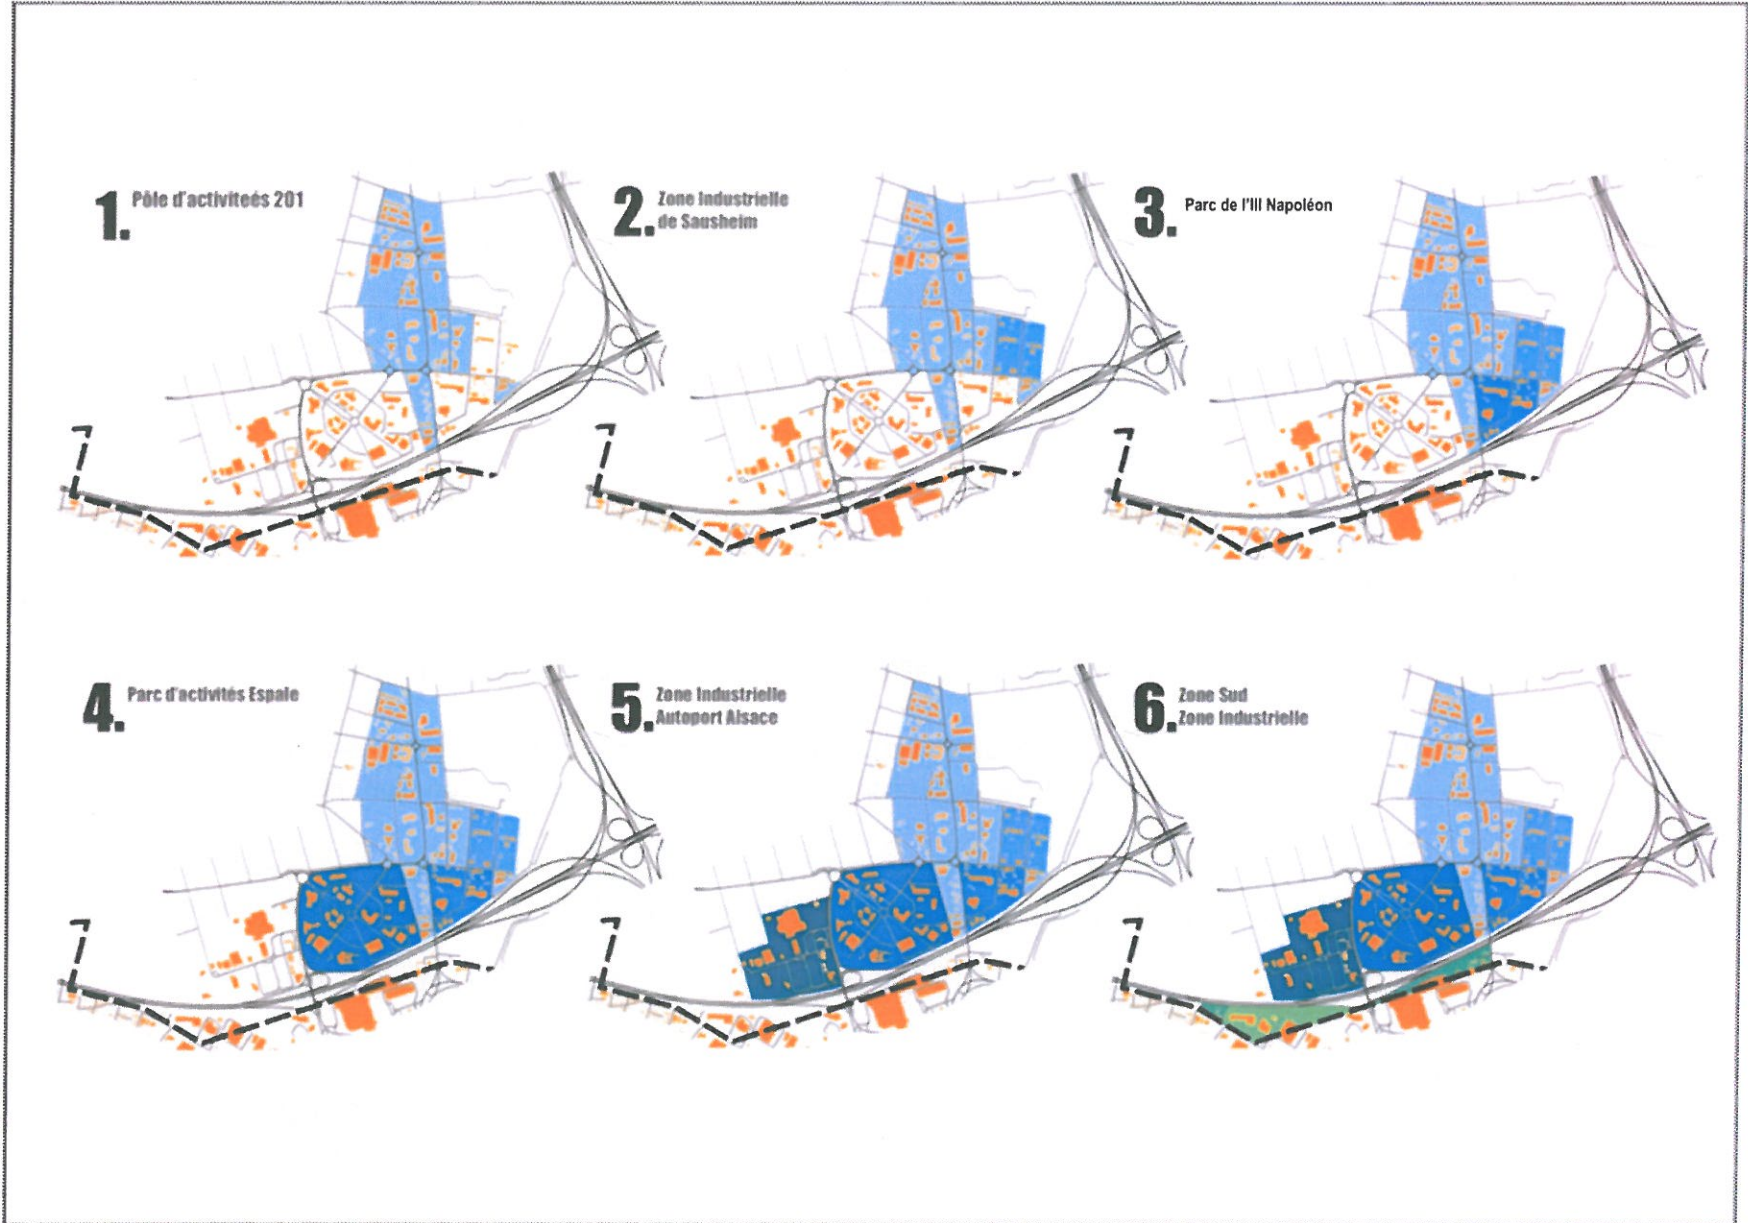 1. Pôle d'activiteés 201
2. Zone Industrielle
de Sausheim
3. Parc de l'Ill Napoléon
4. Parc d'activités Espale
5. Zone Industrielle
Autoport Alsace
6. Zone Sud
Zone Industrielle